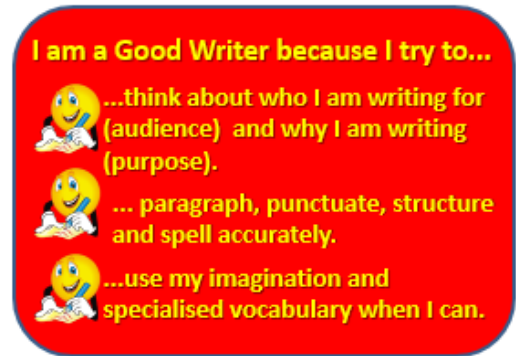 I am a Good Writer because I try to...
...think about who I am writing for
(audience) and why I am writing
(purpose).
... paragraph, punctuate, structure
and spell accurately.
...use my imagination and
specialised vocabulary when I can.